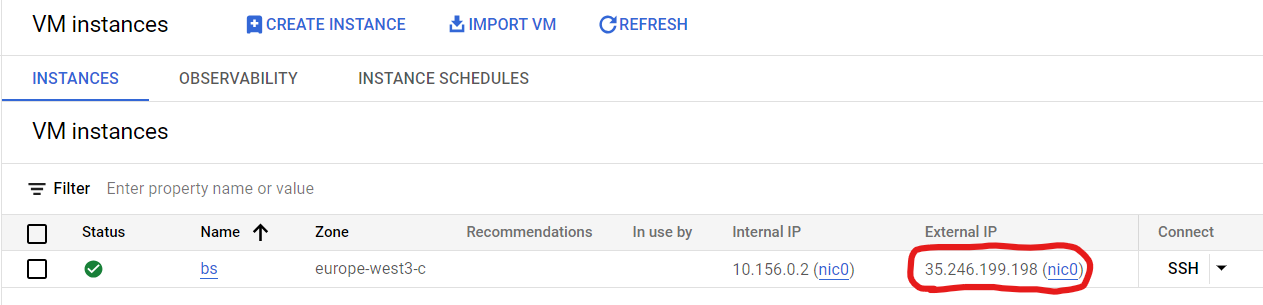 VM instances CREATE INSTANCE IMPORT VM REFRESH
INSTANCES OBSERVABILITY INSTANCE SCHEDULES
VM instances
Filter Enter property name or value
Status Name Zone Recommendations In use by Internal IP External IP Connect
bs europe-west3-c 10.156.0.2 (nic0) 35.246.199.198 (nic0) SSH